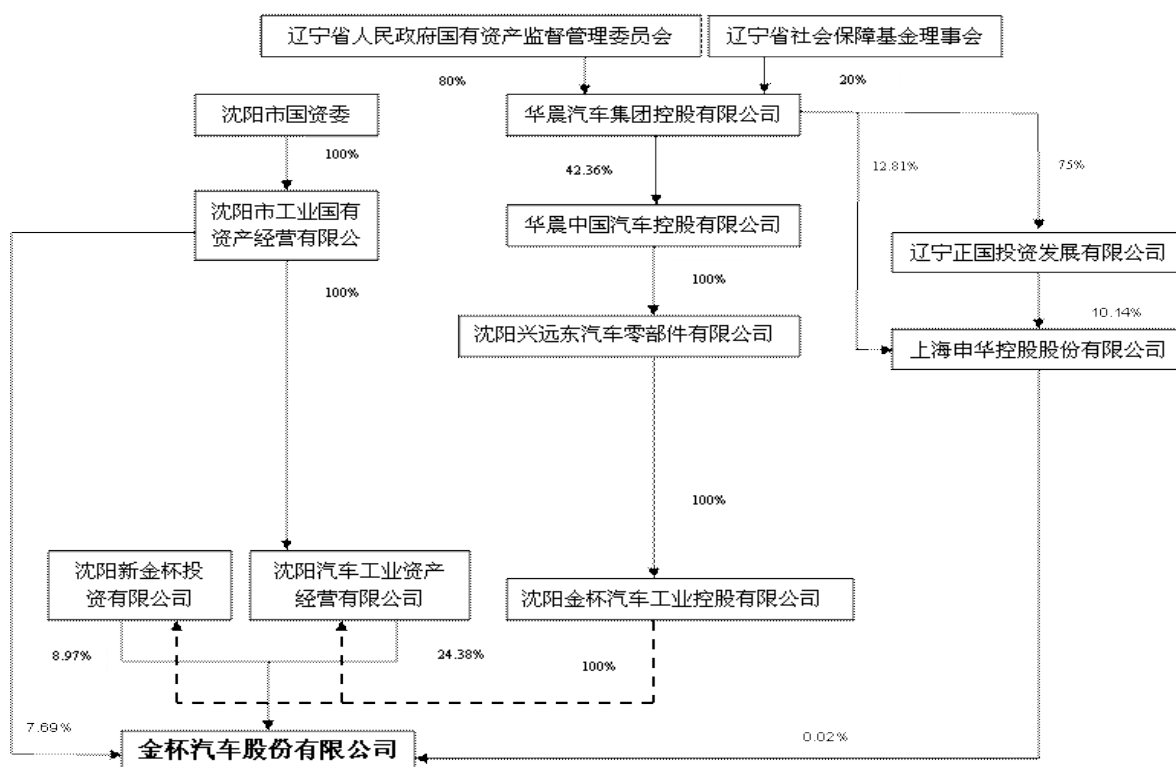 辽宁省人民政府国有资产监督管理委员会
辽宁省社会保障基金理事会
80%
20%
沈阳市国资委
华晨汽车集团控股有限公司
100%
42.36%
12.81%
75%
沈阳市工业国有
资产经营有限公
华晨中国汽车控股有限公司
辽宁正国投资发展有限公司
100%
100%
10.14%
沈阳兴远东汽车零部件有限公司
上海申华控股股份有限公司
100%
沈阳新金杯投
资有限公司
沈阳汽车工业资产
经营有限公司
沈阳金杯汽车工业控股有限公司
8.97%
24.38%
100%
7.69%
0.02%
金杯汽车股份有限公司